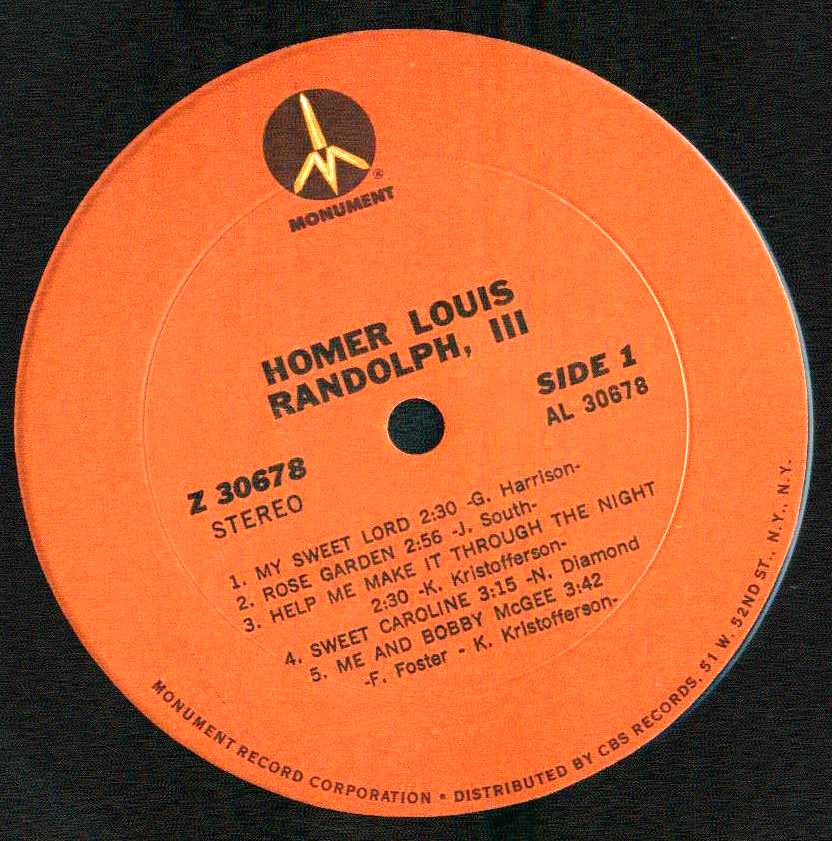 ®
MONUMENT
HOMER LOUIS
RANDOLPH, III
SIDE 1
AL 30678
Z 30678
STEREO
1. MY SWEET LORD 2:30 -G. Harrison-
2. ROSE GARDEN 2:56 -J. South-
3. HELP ME MAKE IT THROUGH THE NIGHT
2:30 -K. Kristofferson-
4. SWEET CAROLINE 3:15 -N. Diamond
5. ME AND BOBBY McGEE 3:42
-F. Foster - K. Kristofferson-
MONUMENT RECORD CORPORATION • DISTRIBUTED BY CBS RECORDS, 51 W. 52ND ST., N.Y., N.Y.